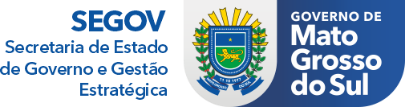 SEGOV
Secretaria de Estado
de Governo e Gestão
Estratégica
GOVERNO DE
Mato
Grosso
do Sul